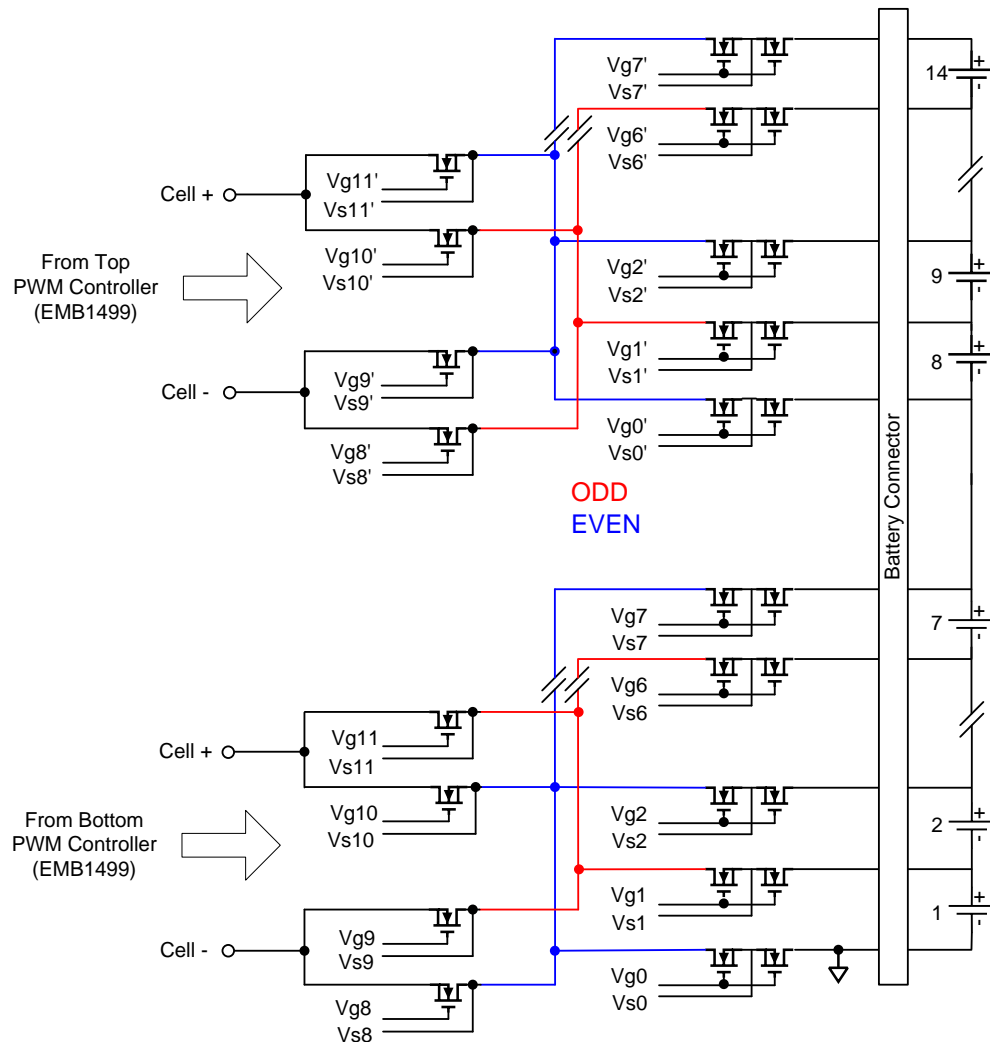 +
14
-
Vg7'
Vs7'
Vg6'
Vs6'
Vg11'
Vs11'
Cell +
Vg10'
Vs10'
From Top
PWM Controller
(EMB1499)
Vg2'
Vs2'
+
9
-
Vg1'
Vs1'
+
8
-
Vg9'
Vs9'
Cell -
Vg8'
Vs8'
Vg0'
Vs0'
ODD
EVEN
Battery Connector
Vg7
Vs7
+
7
-
Vg6
Vs6
Vg11
Vs11
Cell +
Vg10
Vs10
From Bottom
PWM Controller
(EMB1499)
Vg2
Vs2
+
2
-
Vg1
Vs1
+
1
-
Vg9
Vs9
Cell -
Vg8
Vs8
Vg0
Vs0